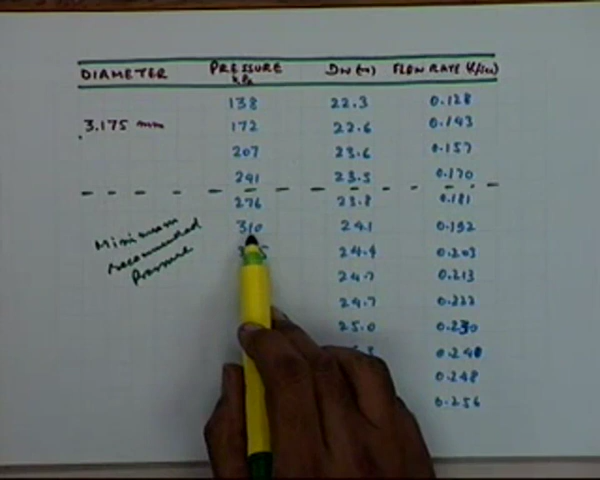 DIAMETER PRESSURE kPa DW (m) FLOW RATE (l/sec)
138 22.3 0.128
3.175 mm 172 22.6 0.143
207 23.6 0.157
241 23.5 0.170
276 23.8 0.181
Minimum recommended Pressure
310 24.1 0.192
24.4 0.203
24.7 0.213
24.7 0.222
25.0 0.230
0.240
0.248
0.256